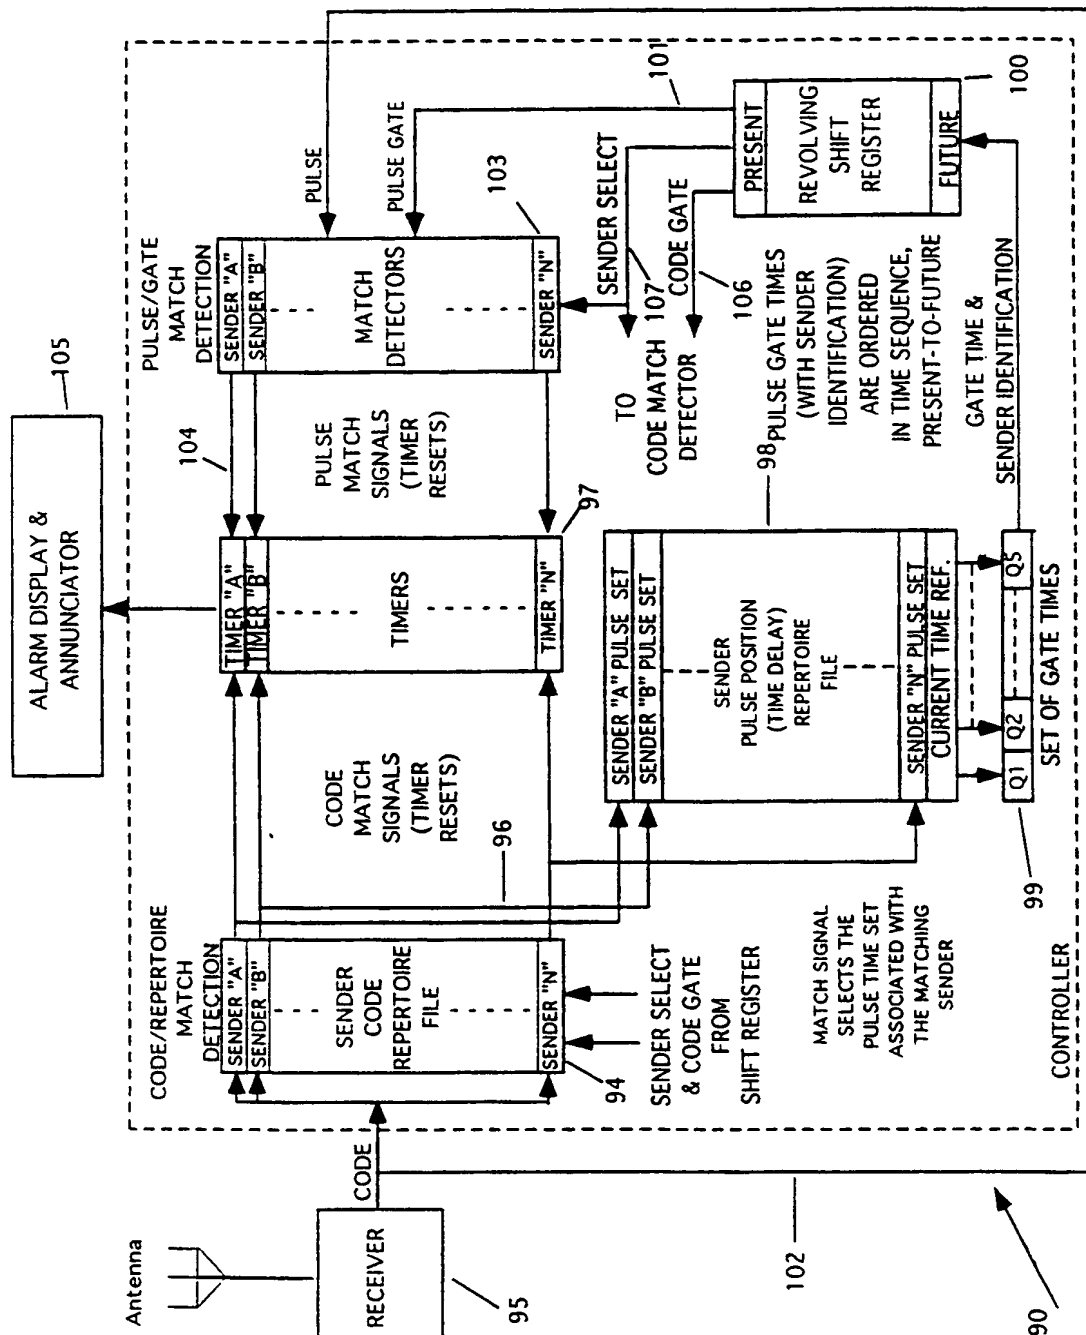 ALARM DISPLAY &
ANNUNCIATOR
105
CODE/REPERTOIRE
MATCH
DETECTION
SENDER "A"
SENDER "B"
SENDER
CODE
REPERTOIRE
FILE
SENDER "N"
94
SENDER SELECT
& CODE GATE
FROM
SHIFT REGISTER
CODE
MATCH
SIGNALS
(TIMER
RESETS)
96
TIMER "A"
TIMER "B"
TIMERS
TIMER "N"
97
PULSE
MATCH
SIGNALS
(TIMER
RESETS)
104
PULSE/GATE
MATCH
DETECTION
SENDER "A"
SENDER "B"
MATCH
DETECTORS
SENDER "N"
103
PULSE
PULSE GATE
101
SENDER SELECT
107
CODE GATE
106
TO
CODE MATCH
DETECTOR
PRESENT
REVOLVING
SHIFT
REGISTER
FUTURE
100
98
PULSE GATE TIMES
(WITH SENDER
IDENTIFICATION)
ARE ORDERED
IN TIME SEQUENCE,
PRESENT-TO-FUTURE
GATE TIME &
SENDER IDENTIFICATION
SENDER "A" PULSE SET
SENDER "B" PULSE SET
SENDER
PULSE POSITION
(TIME DELAY)
REPERTOIRE
FILE
SENDER "N" PULSE SET
CURRENT TIME REF.
Q1
Q2
QS
SET OF GATE TIMES
99
MATCH SIGNAL
SELECTS THE
PULSE TIME SET
ASSOCIATED WITH
THE MATCHING
SENDER
CONTROLLER
Antenna
RECEIVER
95
CODE
102
90